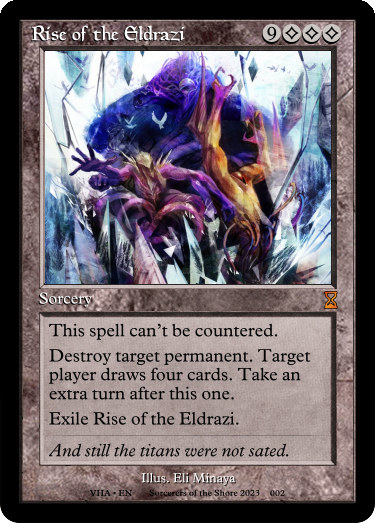 Rise of the Eldrazi 9
Sorcery
This spell can't be countered.
Destroy target permanent. Target
player draws four cards. Take an
extra turn after this one.
Exile Rise of the Eldrazi.
And still the titans were not sated.
Illus. Eli Minaya
VHA • EN Sorcerers of the Shore 2023 002